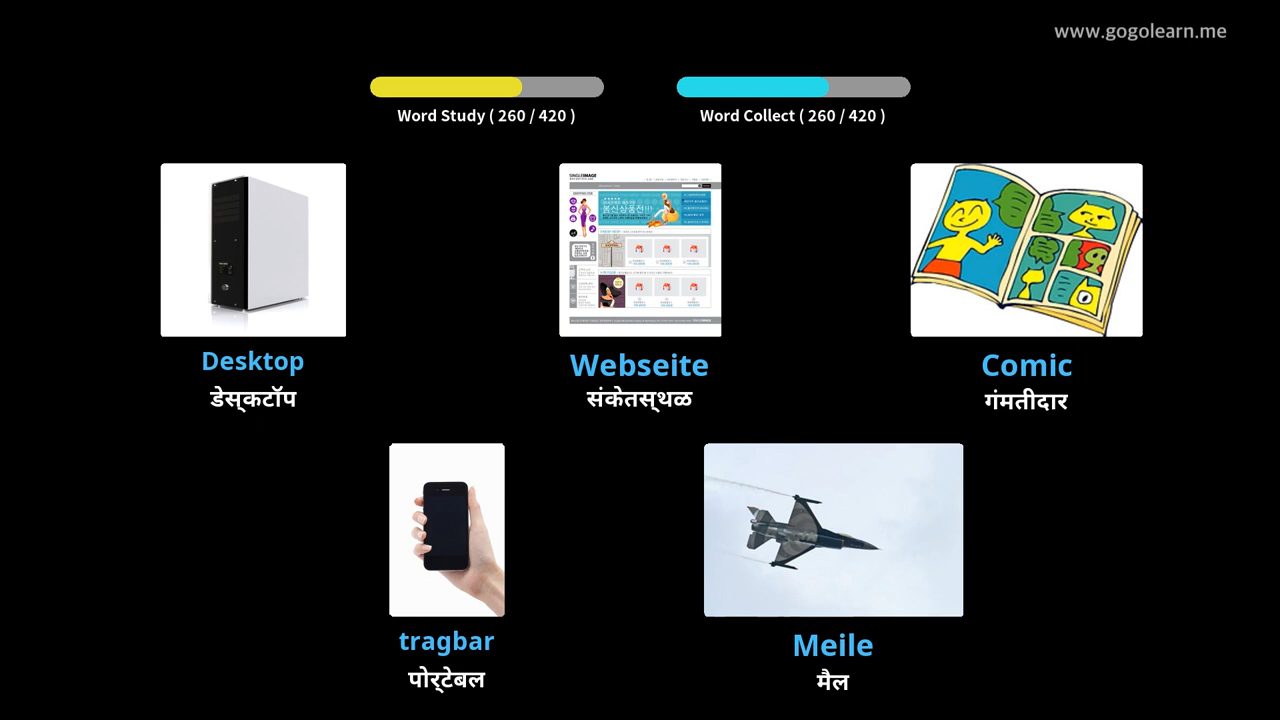 www.gogolearn.me
Word Study ( 260 / 420 )
Word Collect ( 260 / 420 )
Desktop
डेस्कटॉप
Webseite
संकेतस्थळ
Comic
गंमतीदार
tragbar
पोर्टेबल
Meile
मैल